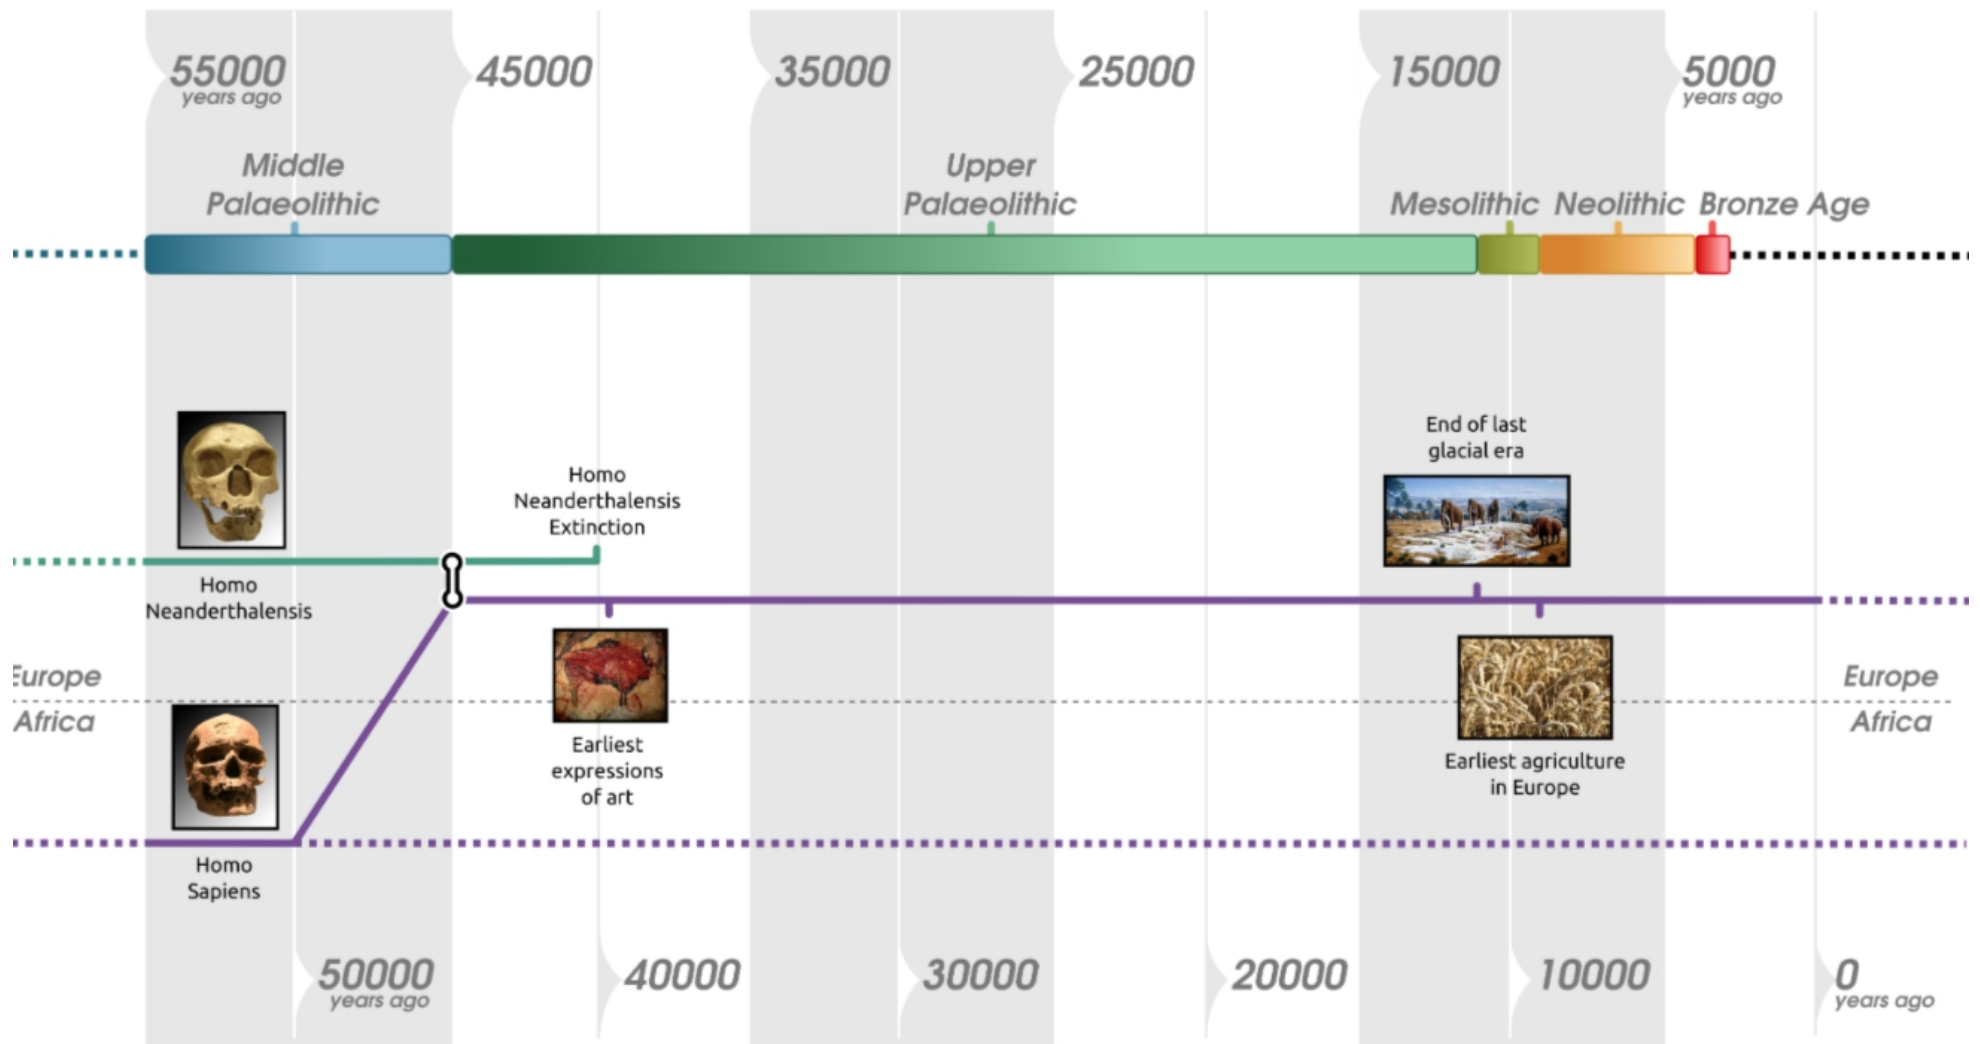 55000
years ago
45000
35000
25000
15000
5000
years ago
Middle
Palaeolithic
Upper
Palaeolithic
Mesolithic
Neolithic
Bronze Age
End of last
glacial era
Homo
Neanderthalensis
Extinction
Homo
Neanderthalensis
Europe
Africa
Europe
Africa
Earliest
expressions
of art
Earliest agriculture
in Europe
Homo
Sapiens
50000
years ago
40000
30000
20000
10000
0
years ago